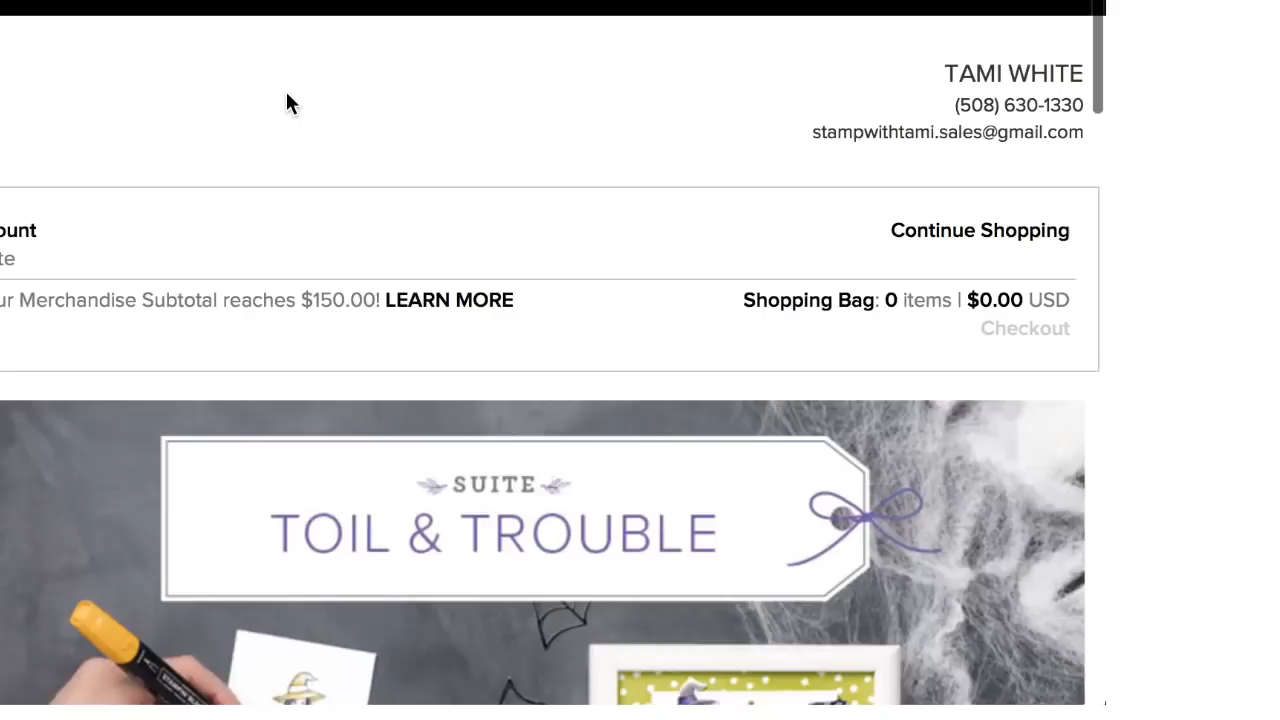 TAMI WHITE
(508) 630-1330
stampwithtami.sales@gmail.com
ount
Continue Shopping
te
ur Merchandise Subtotal reaches $150.00! LEARN MORE
Shopping Bag: 0 items | $0.00 USD
Checkout
SUITE
TOIL & TROUBLE